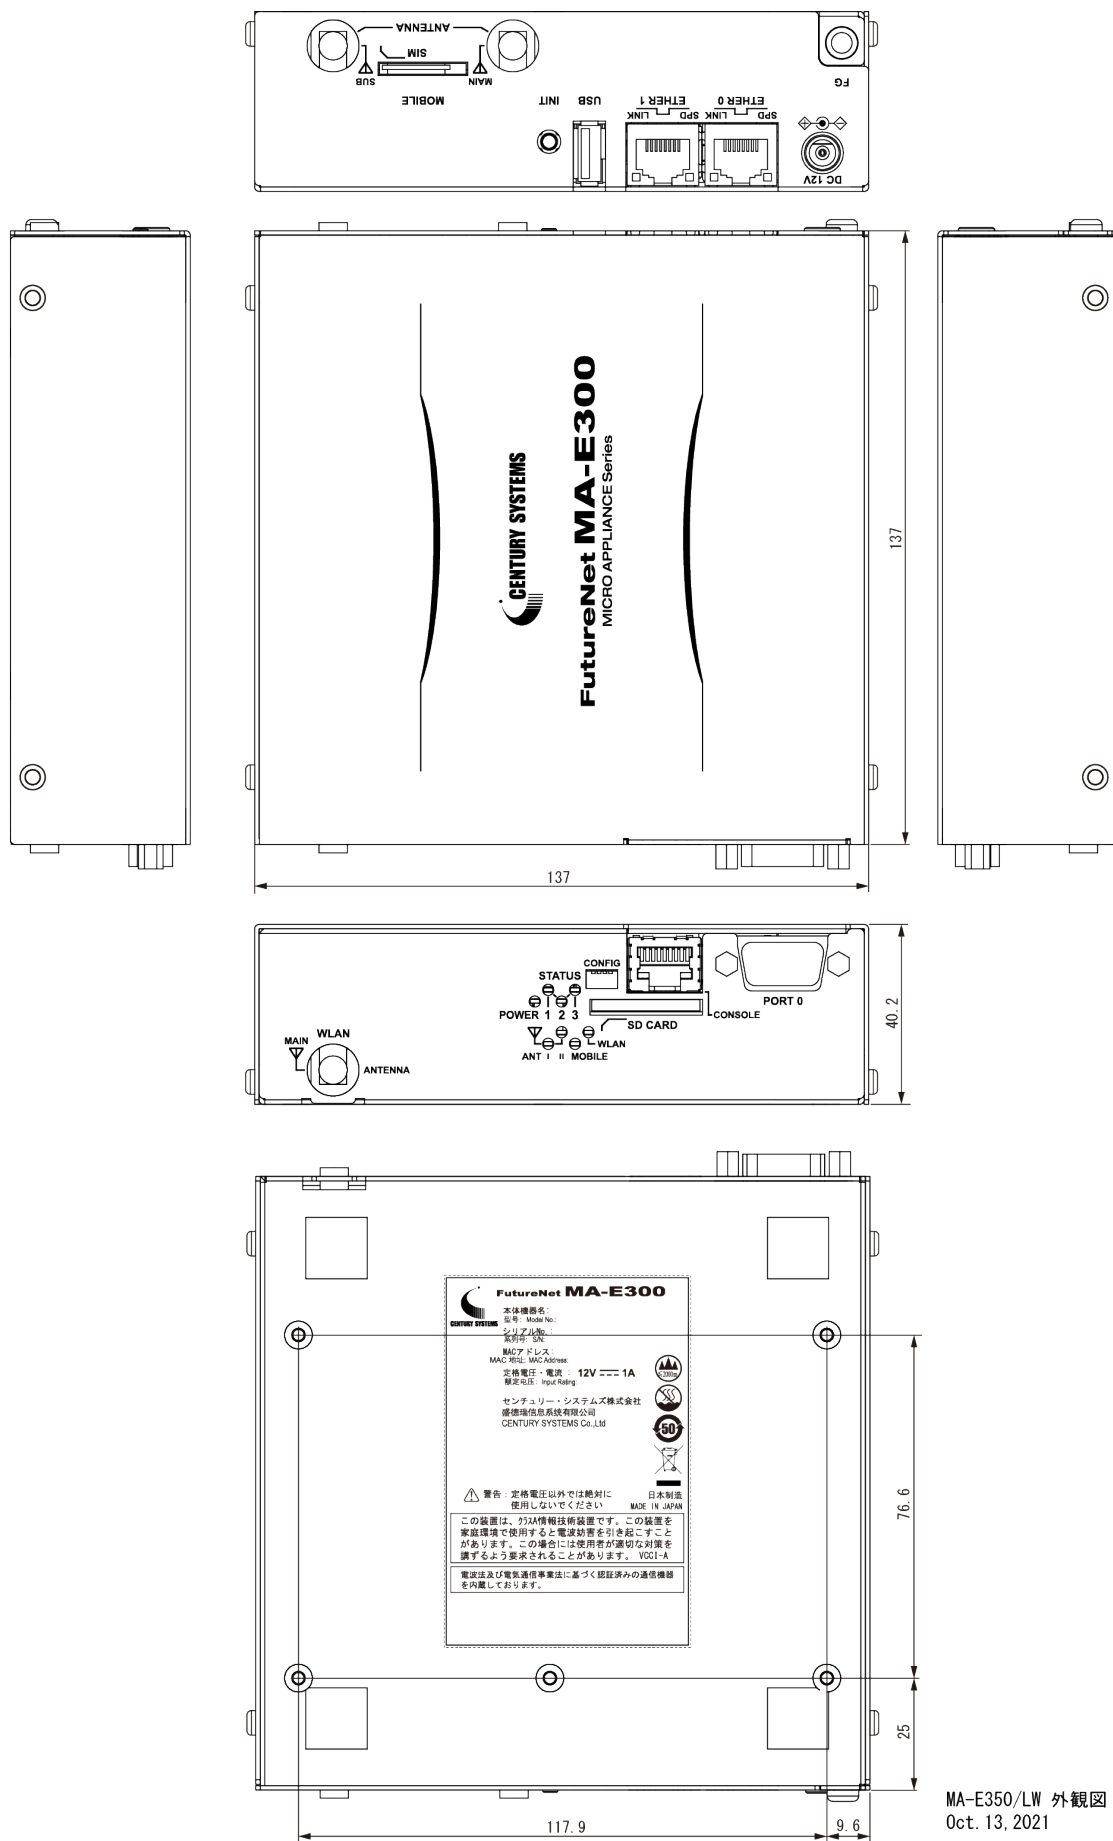 ANTENNA
SIM
SUB
MAIN
MOBILE
INIT
USB
ETHER 1
LINK SPD
ETHER 0
LINK SPD
FG
DC 12V
CENTURY SYSTEMS
FutureNet MA-E300
MICRO APPLIANCE Series
137
137
CONFIG
STATUS
POWER 1 2 3
SD CARD
CONSOLE
PORT 0
WLAN
ANT I II MOBILE
MAIN
WLAN
ANTENNA
40.2
FutureNet MA-E300
CENTURY SYSTEMS
本体機器名:
型号: Model No.:
シリアルNo.:
系列号: S/N:
MACアドレス:
MAC 地址: MAC Address:
定格電圧・電流 : 12V 1A
額定电压: Input Rating:
≤2000m
センチュリー・システムズ株式会社
盛德瑞信息系统有限公司
CENTURY SYSTEMS Co.,Ltd
50
警告 : 定格電圧以外では絶対に
使用しないでください
日本制造
MADE IN JAPAN
この装置は、クラスA情報技術装置です。この装置を
家庭環境で使用すると電波妨害を引き起こすこと
があります。この場合には使用者が適切な対策を
講ずるよう要求されることがあります。 VCCI-A
電波法及び電気通信事業法に基づく認証済みの通信機器
を内蔵しております。
76.6
25
117.9
9.6
MA-E350/LW 外観図
Oct.13,2021